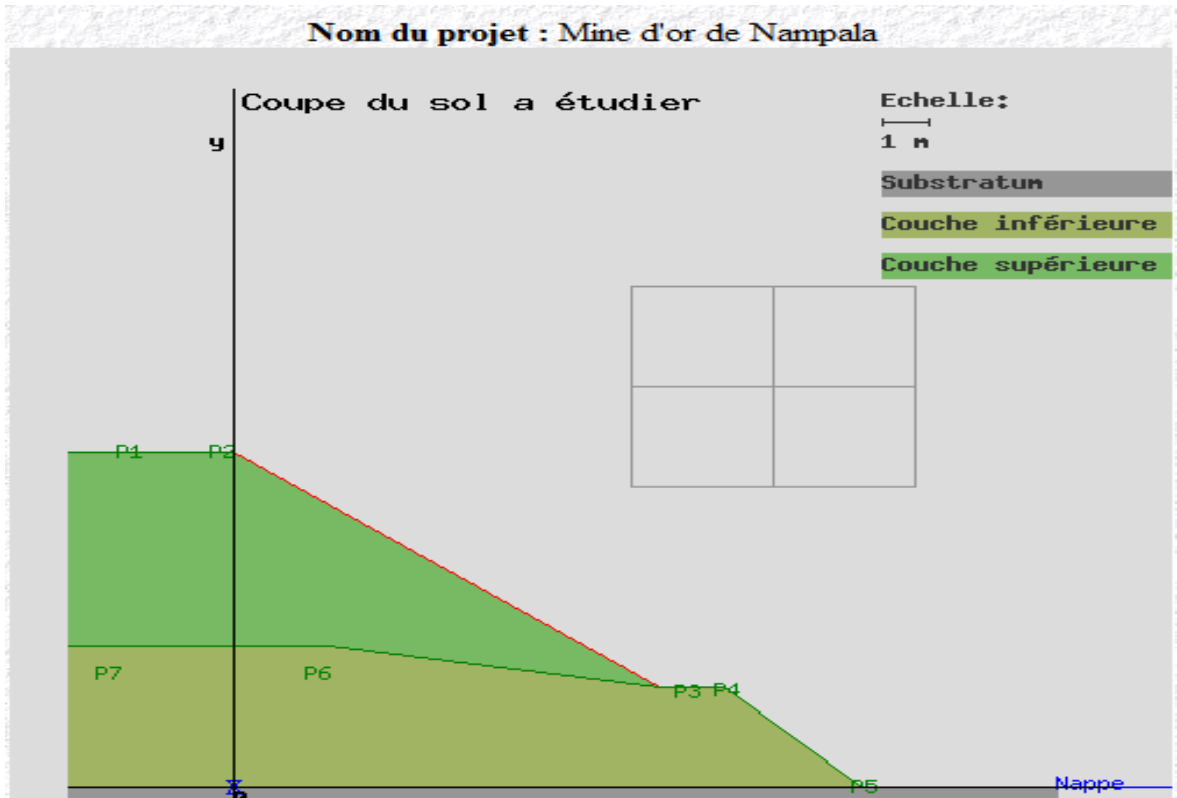 Nom du projet : Mine d'or de Nampala
Coupe du sol a étudier
y
Echelle:
1 m
Substratum
Couche inférieure
Couche supérieure
P1
P2
P7
P6
P3
P4
P5
Nappe